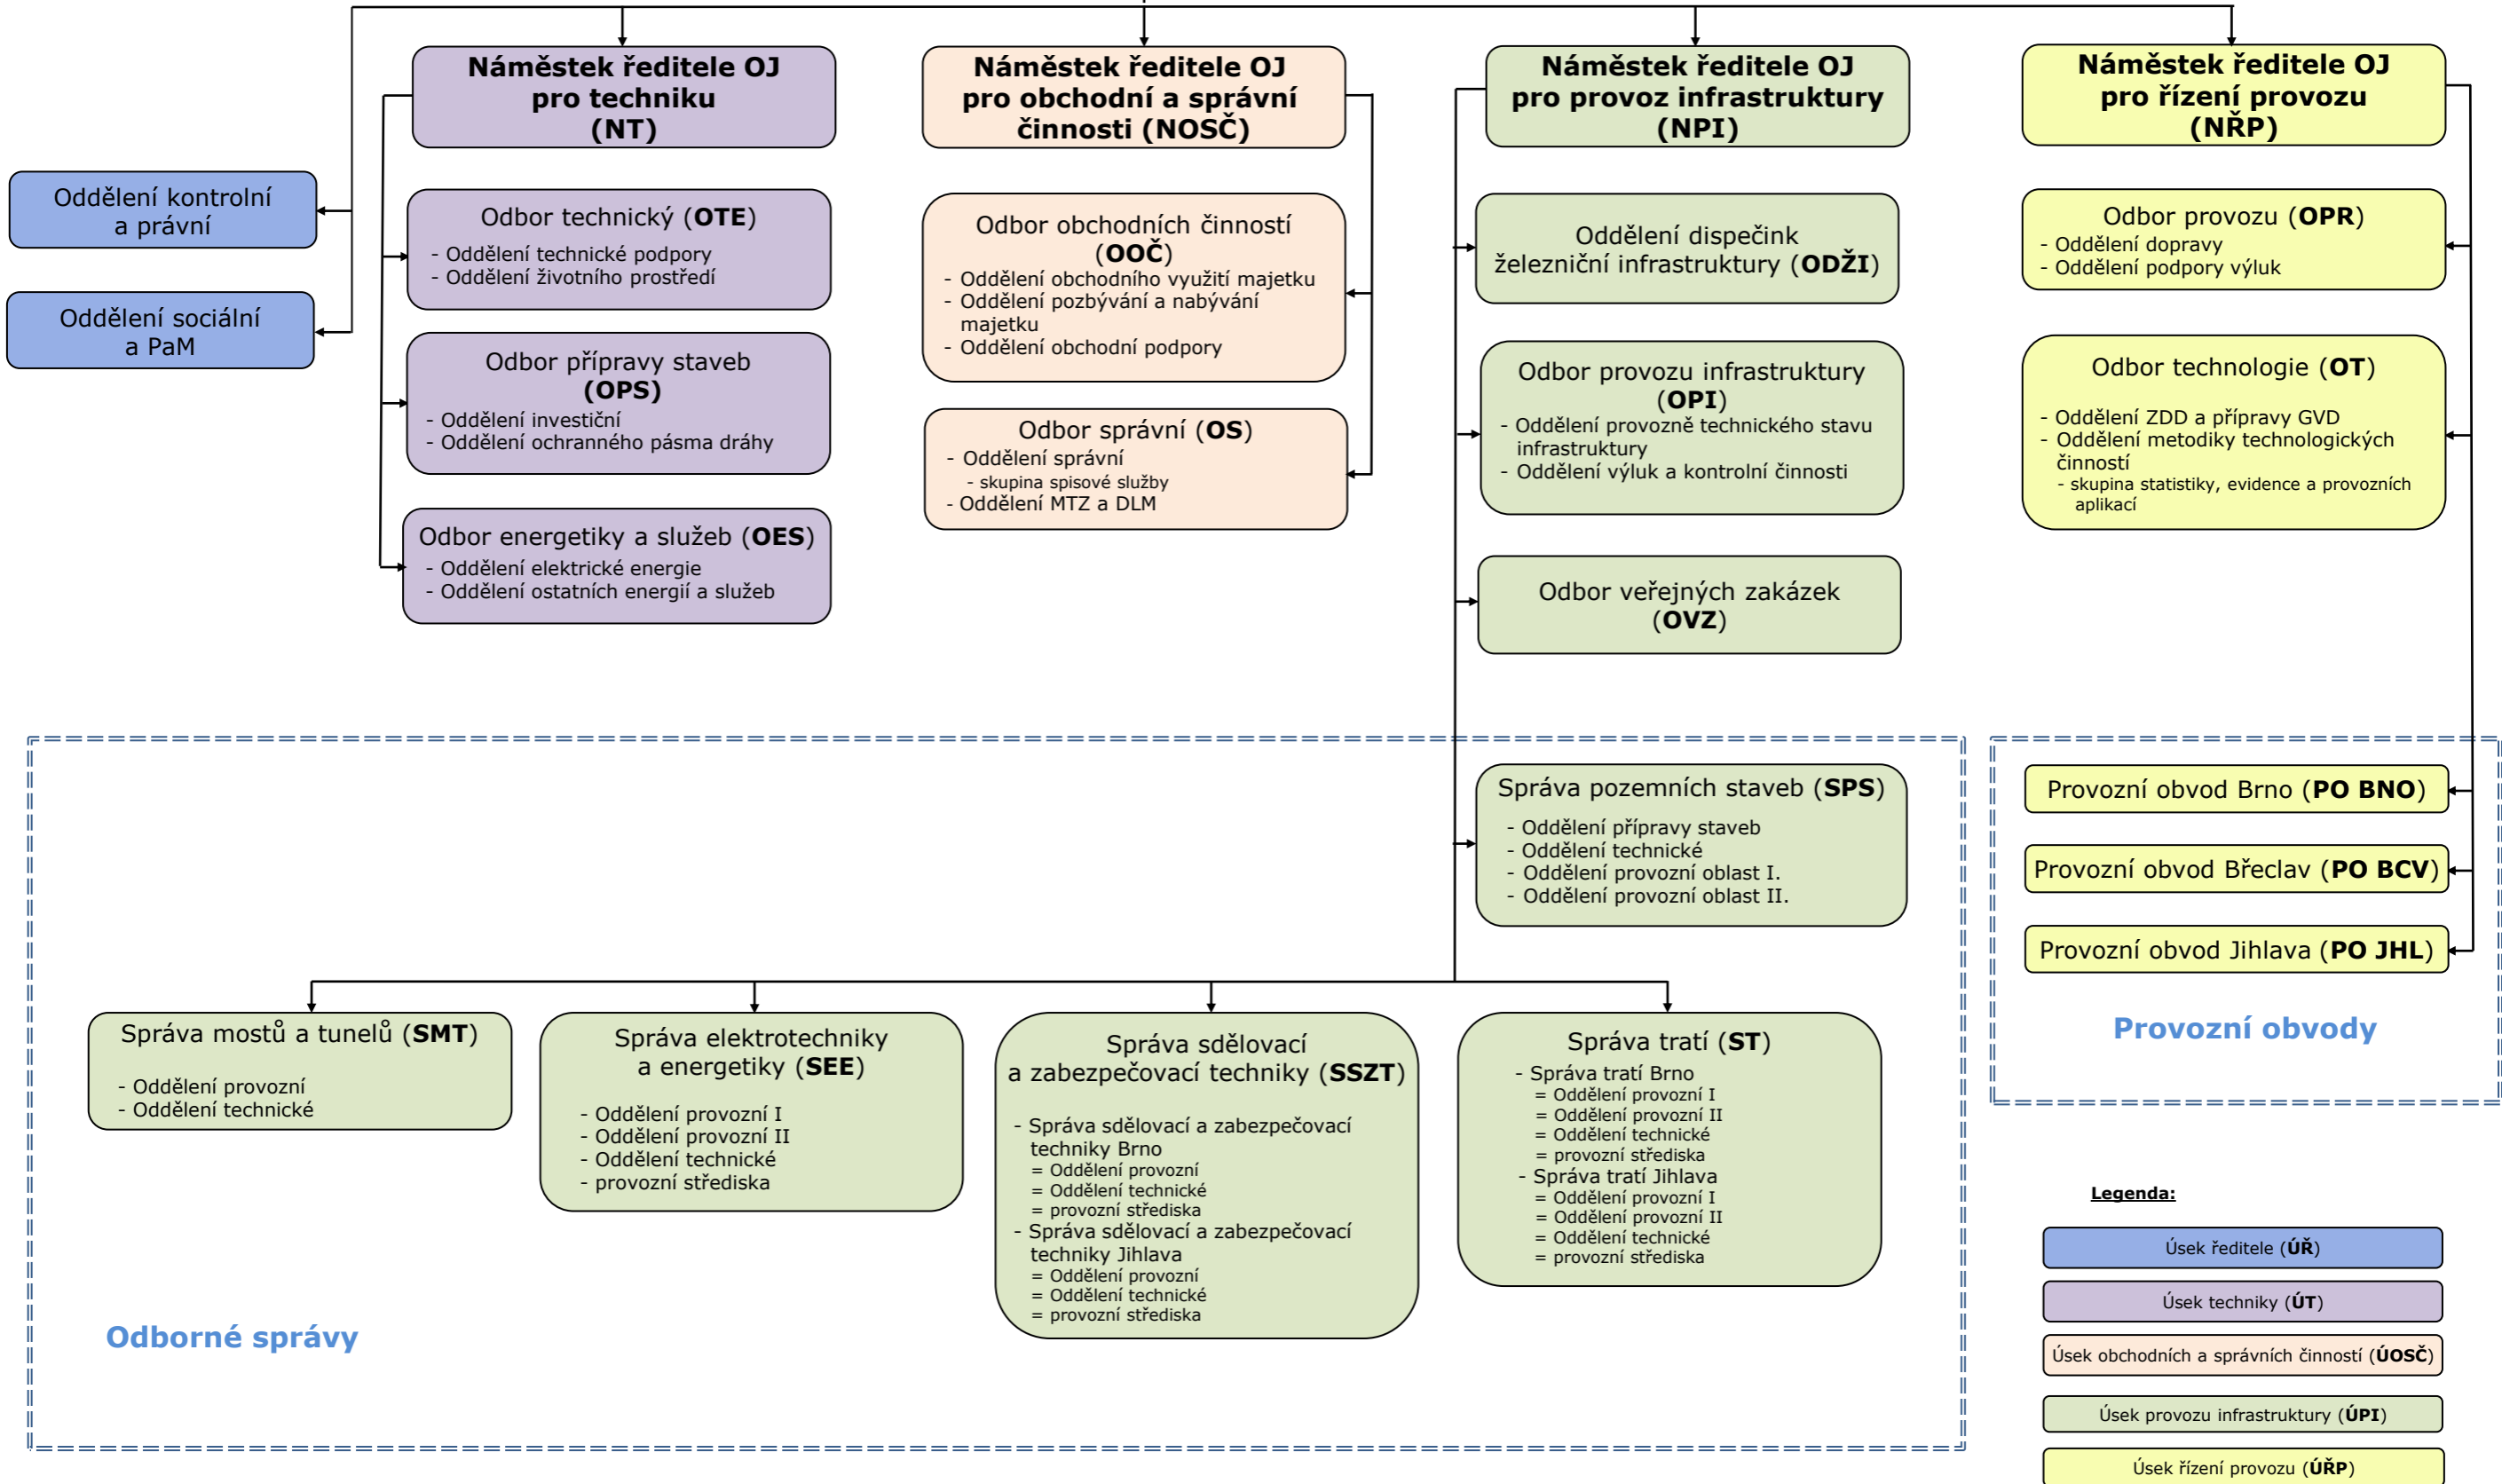 Náměstek ředitele OJ
pro techniku
(NT)
Náměstek ředitele OJ
pro obchodní a správní
činnosti (NOSČ)
Náměstek ředitele OJ
pro provoz infrastruktury
(NPI)
Náměstek ředitele OJ
pro řízení provozu
(NŘP)
Oddělení kontrolní
a právní
Oddělení sociální
a PaM
Odbor technický (OTE)
- Oddělení technické podpory
- Oddělení životního prostředí
Odbor přípravy staveb
(OPS)
- Oddělení investiční
- Oddělení ochranného pásma dráhy
Odbor energetiky a služeb (OES)
- Oddělení elektrické energie
- Oddělení ostatních energií a služeb
Odbor obchodních činností
(OOČ)
- Oddělení obchodního využití majetku
- Oddělení pozbývání a nabývání
majetku
- Oddělení obchodní podpory
Odbor správní (OS)
- Oddělení správní
- skupina spisové služby
- Oddělení MTZ a DLM
Oddělení dispečink
železniční infrastruktury (ODŽI)
Odbor provozu infrastruktury
(OPI)
- Oddělení provozně technického stavu
infrastruktury
- Oddělení výluk a kontrolní činnosti
Odbor veřejných zakázek
(OVZ)
Odbor provozu (OPR)
- Oddělení dopravy
- Oddělení podpory výluk
Odbor technologie (OT)
- Oddělení ZDD a přípravy GVD
- Oddělení metodiky technologických
činností
- skupina statistiky, evidence a provozních
aplikací
Správa pozemních staveb (SPS)
- Oddělení přípravy staveb
- Oddělení technické
- Oddělení provozní oblast I.
- Oddělení provozní oblast II.
Provozní obvod Brno (PO BNO)
Provozní obvod Břeclav (PO BCV)
Provozní obvod Jihlava (PO JHL)
Provozní obvody
Správa mostů a tunelů (SMT)
- Oddělení provozní
- Oddělení technické
Správa elektrotechniky
a energetiky (SEE)
- Oddělení provozní I
- Oddělení provozní II
- Oddělení technické
- provozní střediska
Správa sdělovací
a zabezpečovací techniky (SSZT)
- Správa sdělovací a zabezpečovací
techniky Brno
= Oddělení provozní
= Oddělení technické
= provozní střediska
- Správa sdělovací a zabezpečovací
techniky Jihlava
= Oddělení provozní
= Oddělení technické
= provozní střediska
Správa tratí (ST)
- Správa tratí Brno
= Oddělení provozní I
= Oddělení provozní II
= Oddělení technické
= provozní střediska
- Správa tratí Jihlava
= Oddělení provozní I
= Oddělení provozní II
= Oddělení technické
= provozní střediska
Odborné správy
Legenda:
Úsek ředitele (ÚŘ)
Úsek techniky (ÚT)
Úsek obchodních a správních činností (ÚOSČ)
Úsek provozu infrastruktury (ÚPI)
Úsek řízení provozu (ÚŘP)